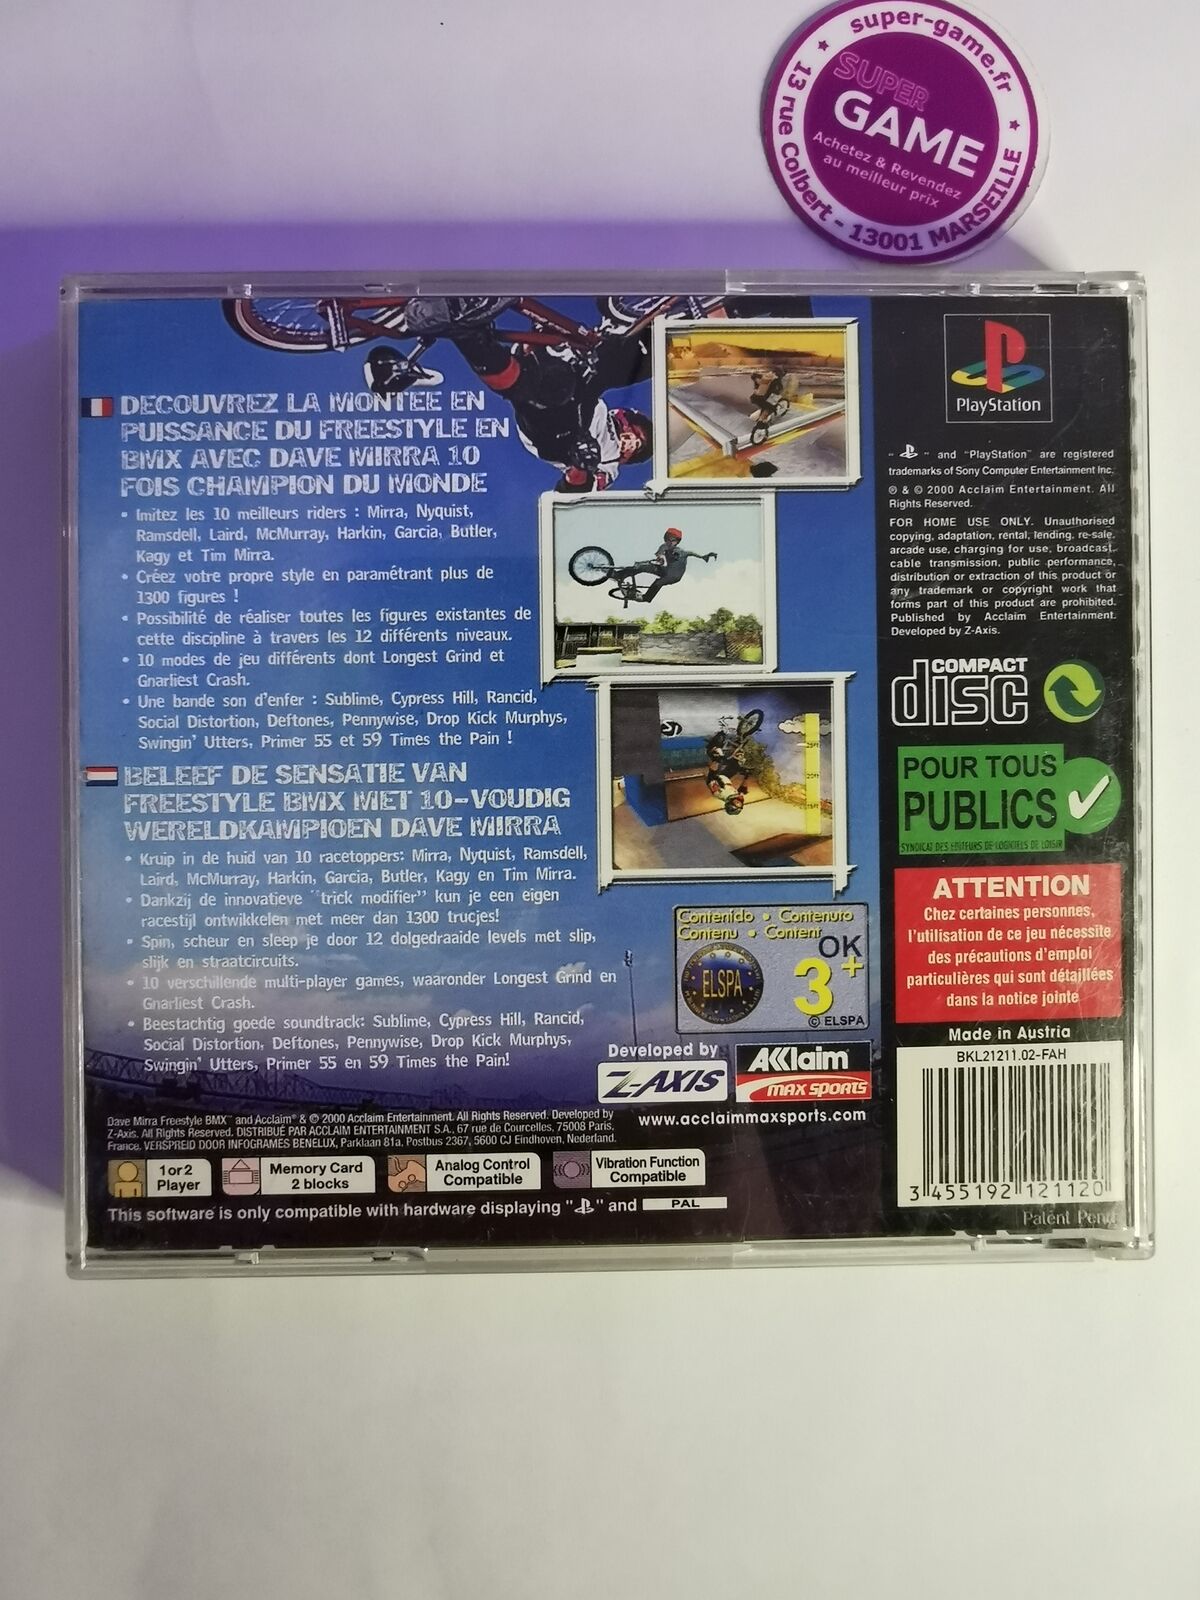 super-game.fr
SUPER
GAME
Achetez & Revendez
au meilleur prix
13 rue Colbert - 13001 MARSEILLE
DECOUVREZ LA MONTEE EN
PUISSANCE DU FREESTYLE EN
BMX AVEC DAVE MIRRA 10
FOIS CHAMPION DU MONDE
• Imitez les 10 meilleurs riders : Mirra, Nyquist,
Ramsdell, Laird, McMurray, Harkin, Garcia, Butler,
Kagy et Tim Mirra.
• Créez votre propre style en paramétrant plus de
1300 figures !
• Possibilité de réaliser toutes les figures existantes de
cette discipline à travers les 12 différents niveaux.
• 10 modes de jeu différents dont Longest Grind et
Gnarliest Crash.
• Une bande son d'enfer : Sublime, Cypress Hill, Rancid,
Social Distortion, Deftones, Pennywise, Drop Kick Murphys,
Swingin' Utters, Primer 55 et 59 Times the Pain !
BELEEF DE SENSATIE VAN
FREESTYLE BMX MET 10-VOUDIG
WERELDKAMPIOEN DAVE MIRRA
• Kruip in de huid van 10 racetoppers: Mirra, Nyquist, Ramsdell,
Laird, McMurray, Harkin, Garcia, Butler, Kagy en Tim Mirra.
• Dankzij de innovatieve "trick modifier" kun je een eigen
racestijl ontwikkelen met meer dan 1300 trucjes!
• Spin, scheur en sleep je door 12 dolgedraaide levels met slip,
slijk en straatcircuits.
• 10 verschillende multi-player games, waaronder Longest Grind en
Gnarliest Crash.
• Beestachtig goede soundtrack: Sublime, Cypress Hill, Rancid,
Social Distortion, Deftones, Pennywise, Drop Kick Murphys,
Swingin' Utters, Primer 55 en 59 Times the Pain!
Contenido • Contenuto
Contenu • Content
OK
3+
ELSPA
© ELSPA
Developed by
Z-AXIS
AKKlaim
MAX SPORTS
www.acclaimmaxsports.com
Dave Mirra Freestyle BMX™ and Acclaim® & © 2000 Acclaim Entertainment. All Rights Reserved. Developed by
Z-Axis. All Rights Reserved. DISTRIBUÉ PAR ACCLAIM ENTERTAINMENT S.A., 67 rue de Courcelles, 75008 Paris,
France. VERSPREID DOOR INFOGRAMES BENELUX, Parklaan 81a, Postbus 2367, 5600 CJ Eindhoven, Nederland.
1 or 2
Player
Memory Card
2 blocks
Analog Control
Compatible
Vibration Function
Compatible
This software is only compatible with hardware displaying " " and PAL
PlayStation
" " and "PlayStation" are registered
trademarks of Sony Computer Entertainment Inc.
℗ & © 2000 Acclaim Entertainment. All
Rights Reserved.
FOR HOME USE ONLY. Unauthorised
copying, adaptation, rental, lending, re-sale,
arcade use, charging for use, broadcast,
cable transmission, public performance,
distribution or extraction of this product or
any trademark or copyright work that
forms part of this product are prohibited.
Published by Acclaim Entertainment.
Developed by Z-Axis.
COMPACT
disc
POUR TOUS
PUBLICS
SYNDICAT DES EDITEURS DE LOGICIELS DE LOISIR
ATTENTION
Chez certaines personnes,
l'utilisation de ce jeu nécessite
des précautions d'emploi
particulières qui sont détaillées
dans la notice jointe
Made in Austria
BKL21211.02-FAH
3 455192 121120
Patent Pend